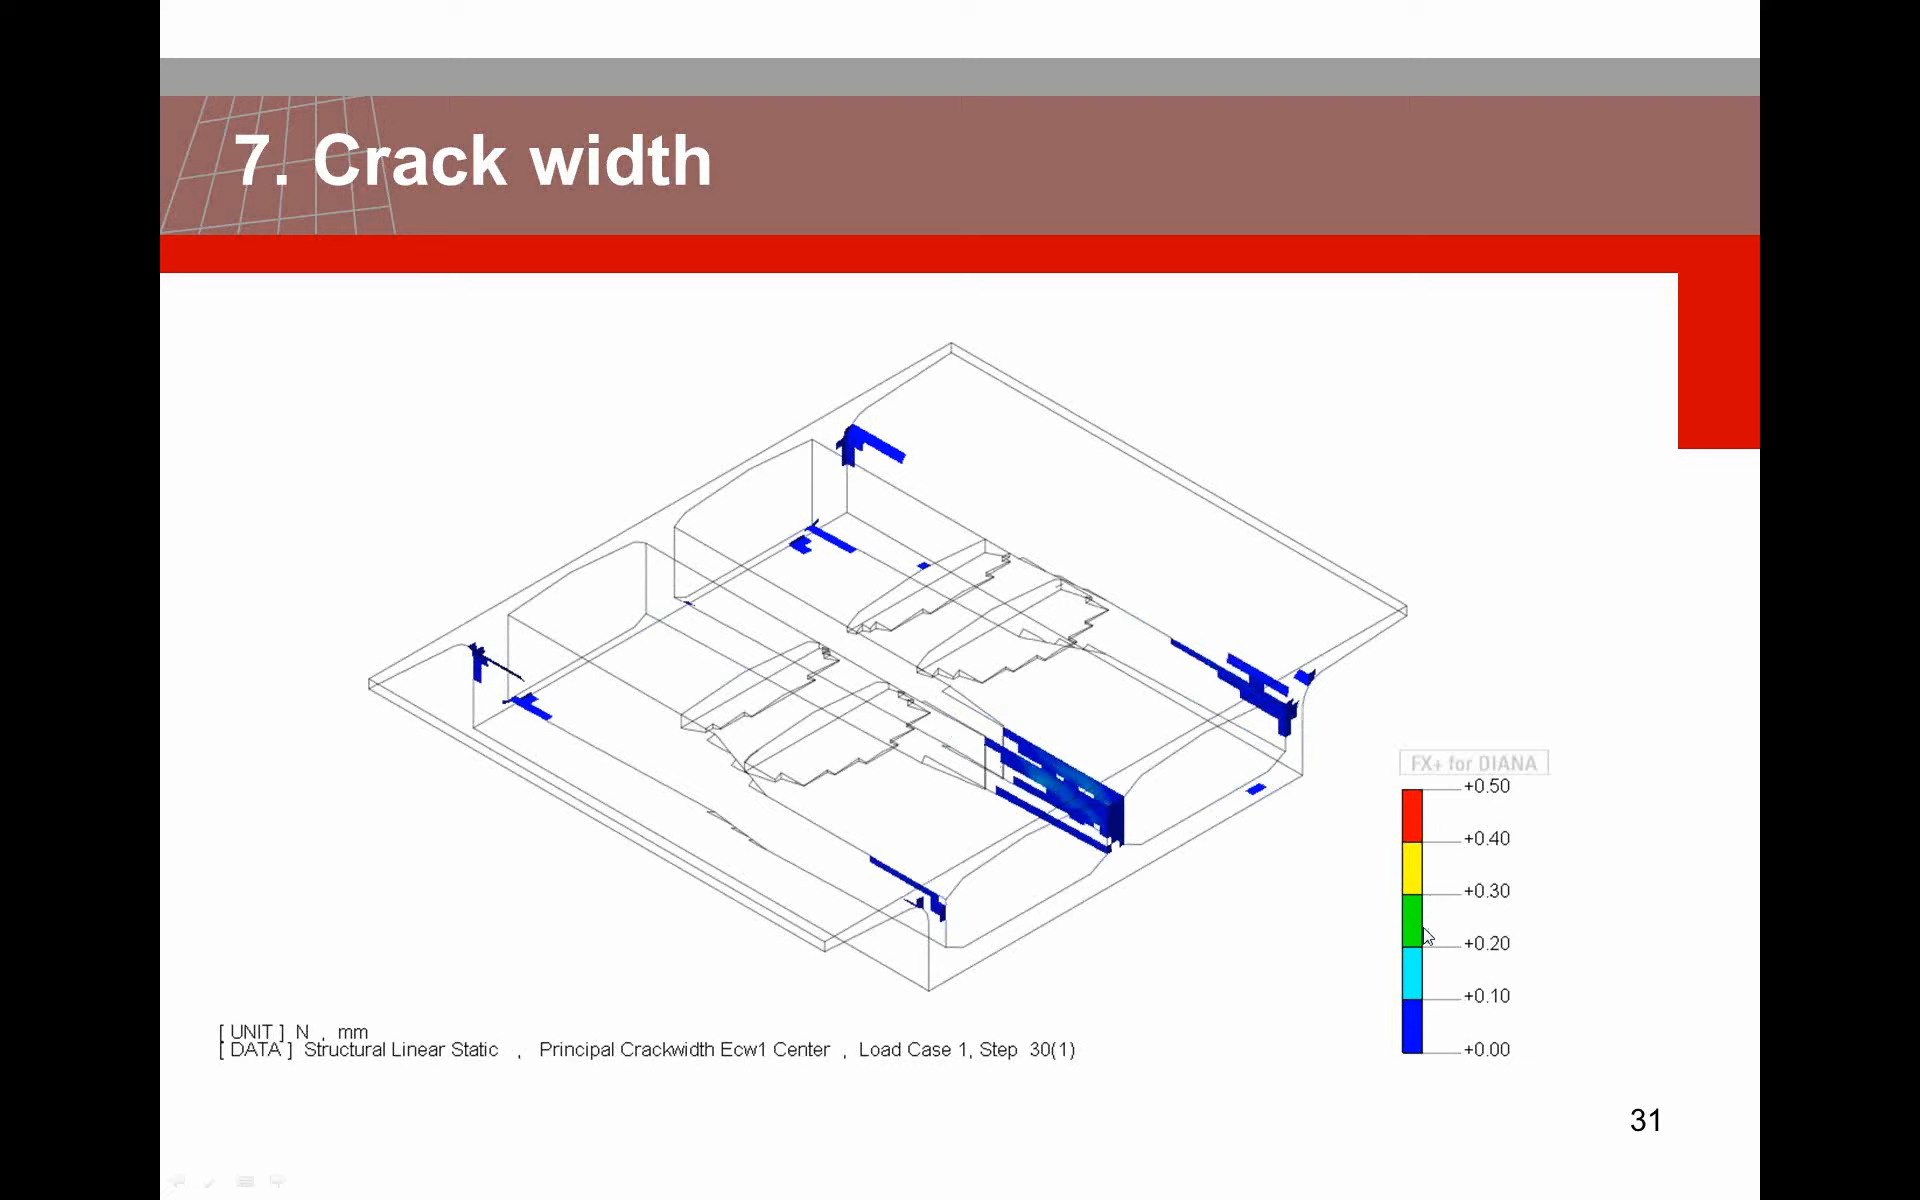 7. Crack width
FX+ for DIANA
+0.50
+0.40
+0.30
+0.20
+0.10
+0.00
[ UNIT ] N , mm
[ DATA ] Structural Linear Static , Principal Crackwidth Ecw1 Center , Load Case 1, Step 30(1)
31